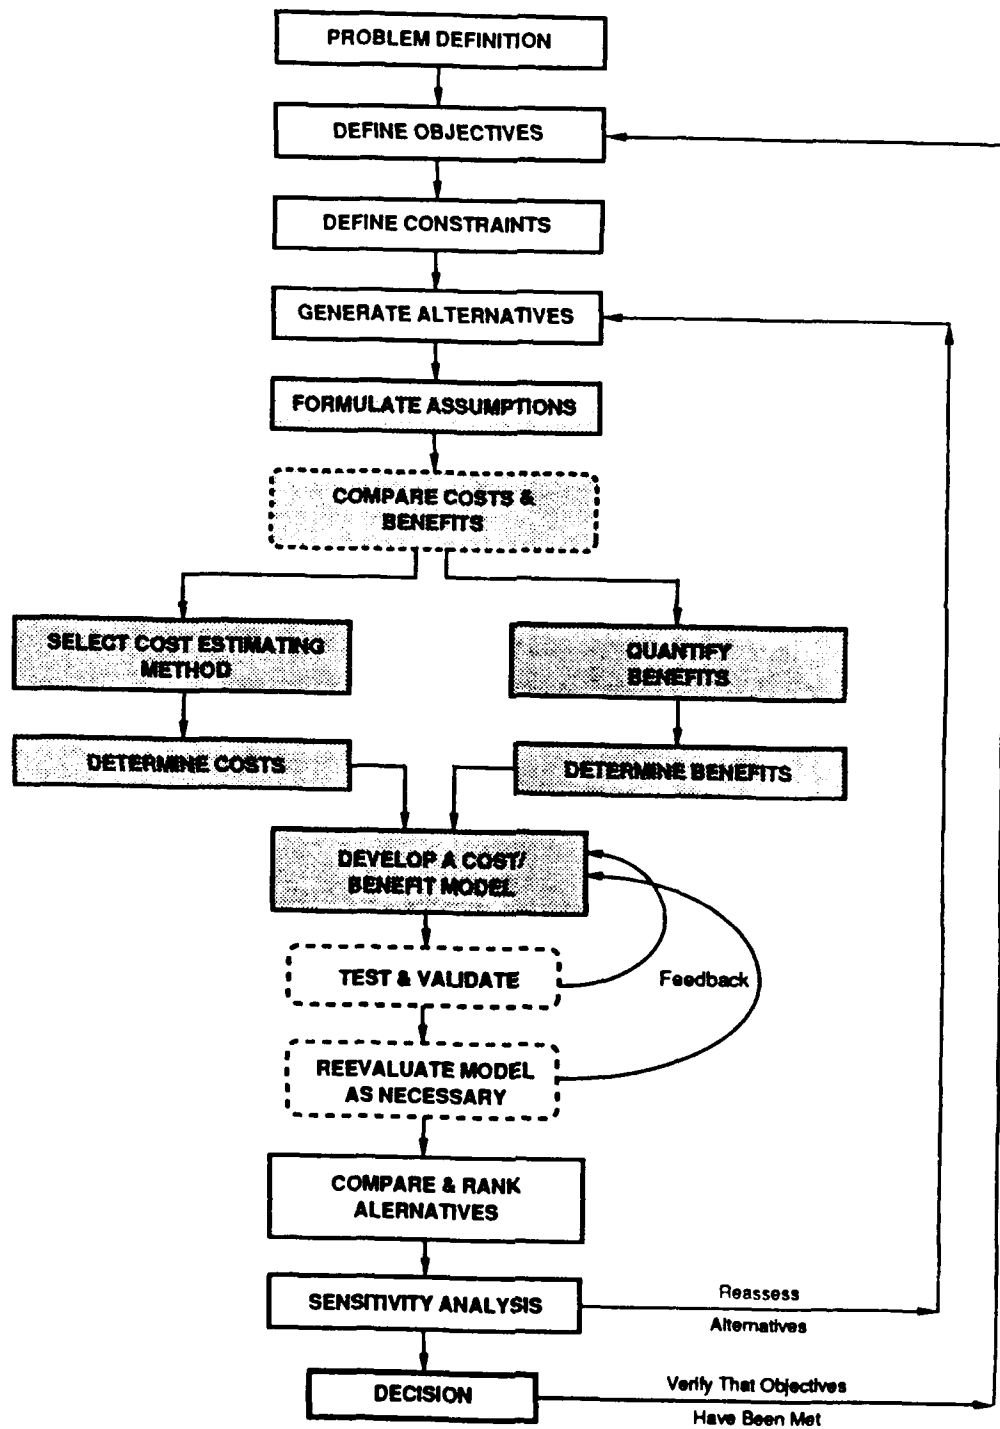 PROBLEM DEFINITION
DEFINE OBJECTIVES
DEFINE CONSTRAINTS
GENERATE ALTERNATIVES
FORMULATE ASSUMPTIONS
COMPARE COSTS &
BENEFITS
SELECT COST ESTIMATING
METHOD
QUANTIFY
BENEFITS
DETERMINE COSTS
DETERMINE BENEFITS
DEVELOP A COST/
BENEFIT MODEL
TEST & VALIDATE
Feedback
REEVALUATE MODEL
AS NECESSARY
COMPARE & RANK
ALERNATIVES
SENSITIVITY ANALYSIS
Reassess
Alternatives
DECISION
Verify That Objectives
Have Been Met